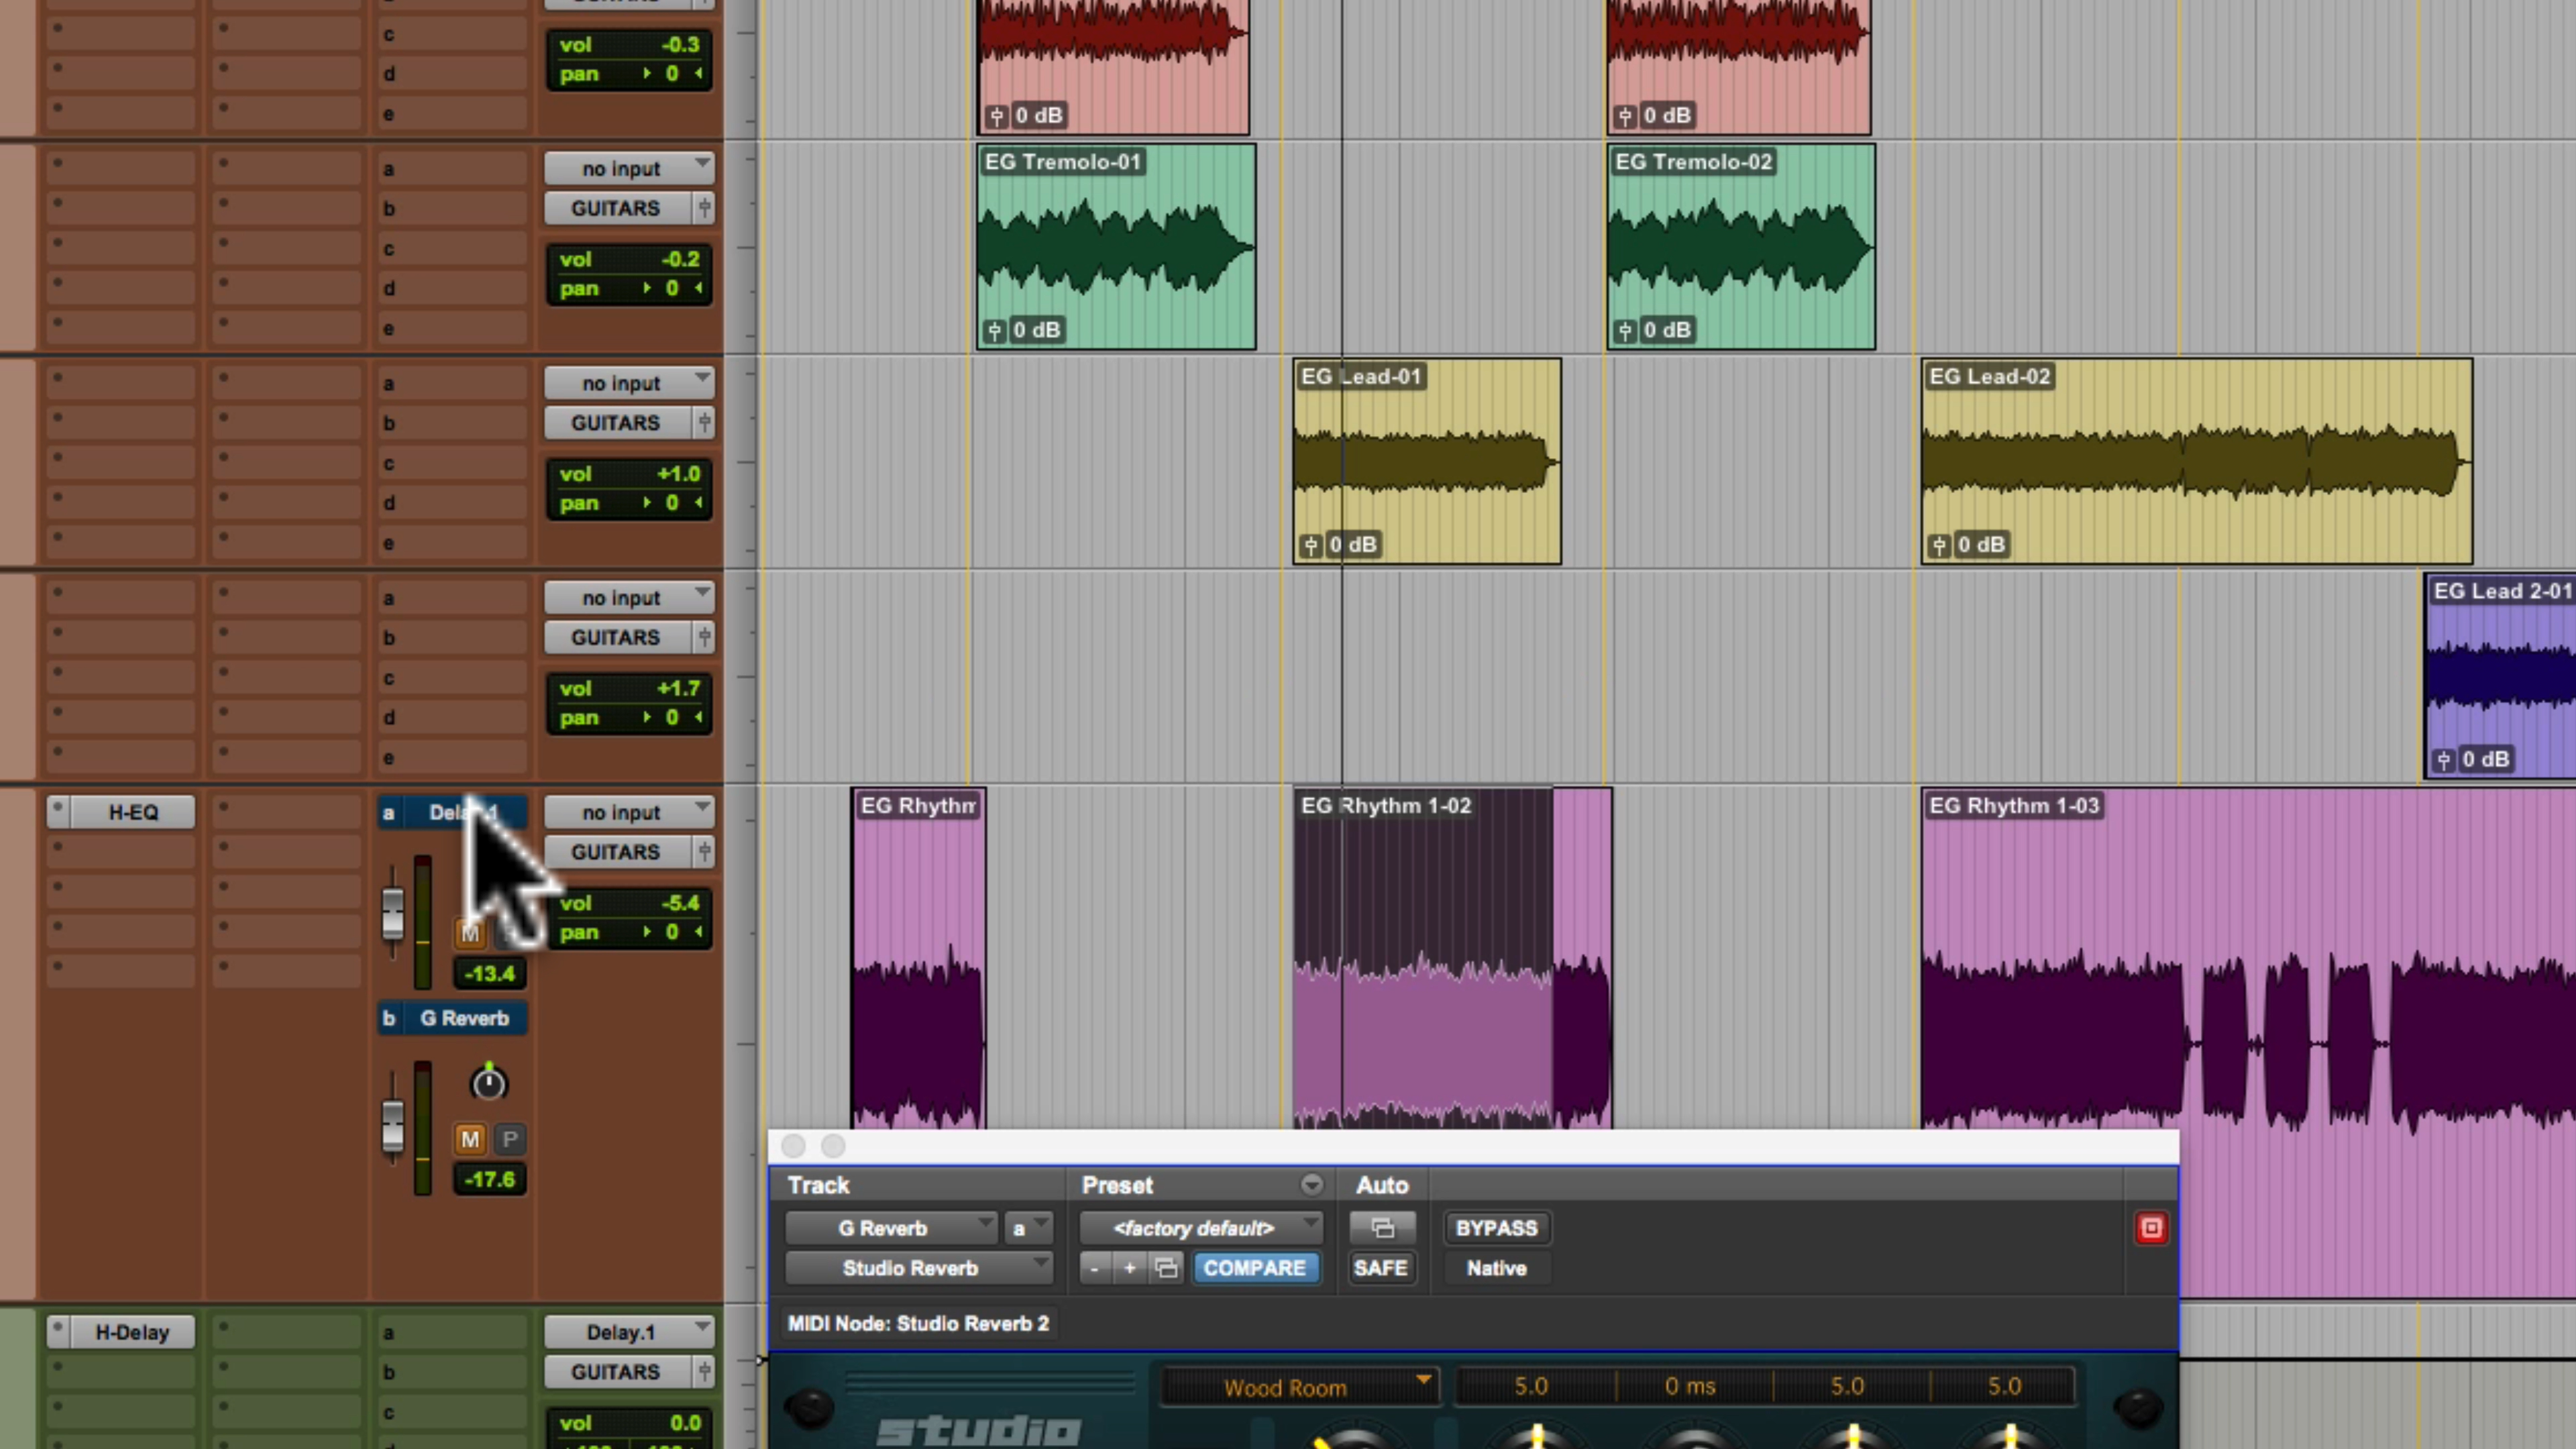 c
vol -0.3
d
pan 0
e
0 dB
0 dB
a
no input
b
GUITARS
c
vol -0.2
d
pan 0
e
EG Tremolo-01
EG Tremolo-02
0 dB
0 dB
a
no input
b
GUITARS
c
vol +1.0
d
pan 0
e
EG Lead-01
EG Lead-02
0 dB
0 dB
a
no input
b
GUITARS
c
vol +1.7
d
pan 0
e
EG Lead 2-01
0 dB
H-EQ
a
no input
GUITARS
vol -5.4
M
pan 0
-13.4
b G Reverb
M P
-17.6
EG Rhythm
EG Rhythm 1-02
EG Rhythm 1-03
Track Preset Auto
G Reverb a <factory default> BYPASS
Studio Reverb - + COMPARE SAFE Native
MIDI Node: Studio Reverb 2
H-Delay
a
Delay.1
b
GUITARS
c
vol 0.0
Wood Room 5.0 0 ms 5.0 5.0
studio